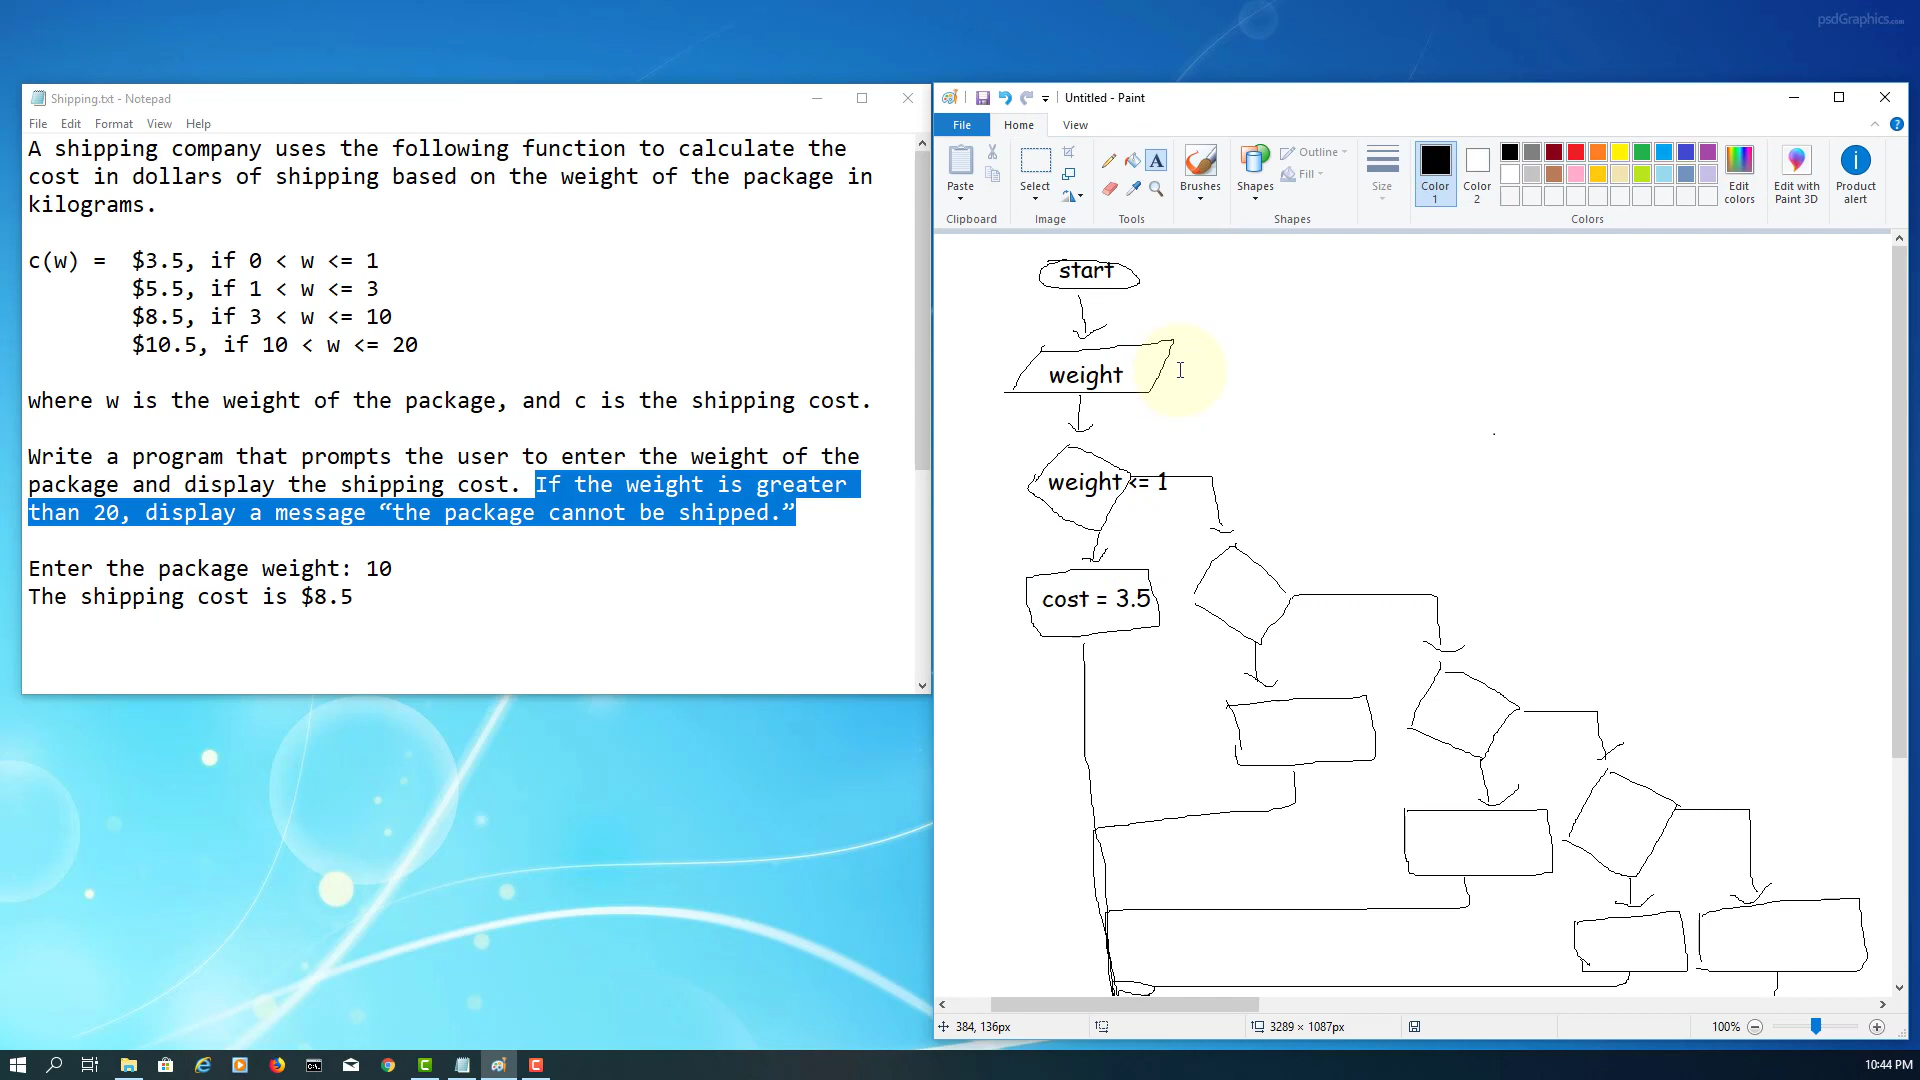 psdGraphics.com
Shipping.txt - Notepad
File Edit Format View Help
A shipping company uses the following function to calculate the
cost in dollars of shipping based on the weight of the package in
kilograms.
c(w) = $3.5, if 0 < w <= 1
$5.5, if 1 < w <= 3
$8.5, if 3 < w <= 10
$10.5, if 10 < w <= 20
where w is the weight of the package, and c is the shipping cost.
Write a program that prompts the user to enter the weight of the
package and display the shipping cost. If the weight is greater
than 20, display a message “the package cannot be shipped.”
Enter the package weight: 10
The shipping cost is $8.5
Untitled - Paint
File Home View
Paste
Clipboard
Select
Image
A
Tools
Brushes
Shapes
Outline
Fill
Shapes
Size
Color
1
Color
2
Edit
colors
Colors
Edit with
Paint 3D
Product
alert
start
weight
weight <= 1
cost = 3.5
384, 136px
3289 × 1087px
100%
10:44 PM